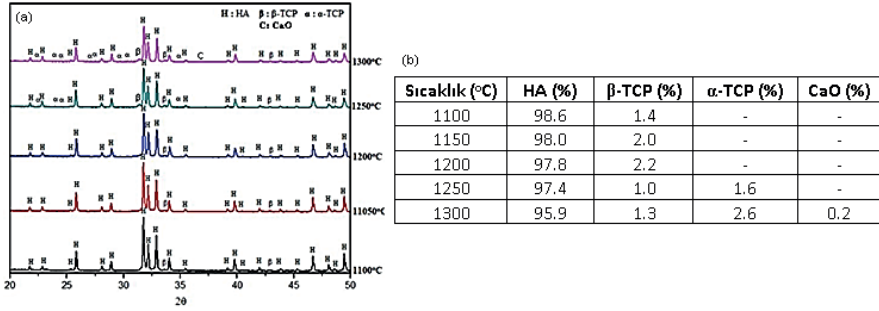 (a)
H : HA β : β-TCP α : α-TCP
C: CaO
H H α α H α α H H α α β H H H β H α H C H H H H β H H H H H H
1300°C
H H α α α H H H β H H H β H α H H H H H β H H H H H H
1250°C
H H H H H H H H β H H H H H H β H H H H H H
1200°C
H H H H H H H H β H H H H H H β H H H H H H
11050°C
H H H H H H H H β H H H H H H β H H H H H H
1100°C
20 25 30 35 40 45 50
2θ
(b)
Sıcaklık (°C) HA (%) β-TCP (%) α-TCP (%) CaO (%)
1100 98.6 1.4 - -
1150 98.0 2.0 - -
1200 97.8 2.2 - -
1250 97.4 1.0 1.6 -
1300 95.9 1.3 2.6 0.2